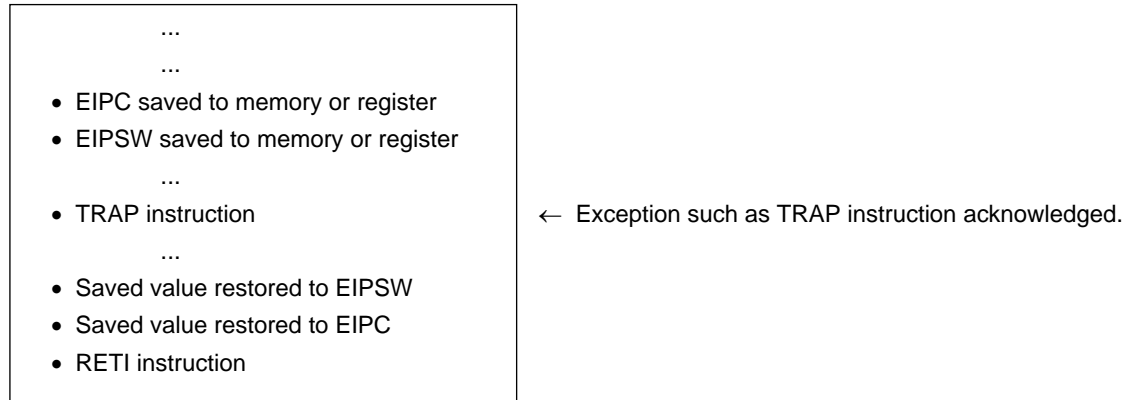 ...
...
• EIPC saved to memory or register
• EIPSW saved to memory or register
...
• TRAP instruction ← Exception such as TRAP instruction acknowledged.
...
• Saved value restored to EIPSW
• Saved value restored to EIPC
• RETI instruction